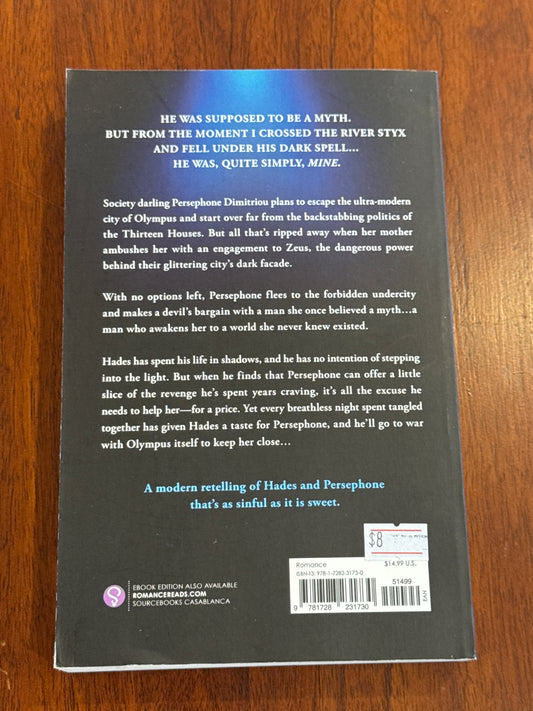 HE WAS SUPPOSED TO BE A MYTH.
BUT FROM THE MOMENT I CROSSED THE RIVER STYX
AND FELL UNDER HIS DARK SPELL...
HE WAS, QUITE SIMPLY, MINE.
Society darling Persephone Dimitriou plans to escape the ultra-modern
city of Olympus and start over far from the backstabbing politics of
the Thirteen Houses. But all that's ripped away when her mother
ambushes her with an engagement to Zeus, the dangerous power
behind their glittering city's dark facade.
With no options left, Persephone flees to the forbidden undercity
and makes a devil's bargain with a man she once believed a myth...a
man who awakens her to a world she never knew existed.
Hades has spent his life in shadows, and he has no intention of stepping
into the light. But when he finds that Persephone can offer a little
slice of the revenge he's spent years craving, it's all the excuse he
needs to help her—for a price. Yet every breathless night spent tangled
together has given Hades a taste for Persephone, and he'll go to war
with Olympus itself to keep her close...
A modern retelling of Hades and Persephone
that's as sinful as it is sweet.
$8
Romance
$14.99 U.S.
ISBN-13: 978-1-7282-3173-0
51499
9 781728 231730
EAN
EBOOK EDITION ALSO AVAILABLE
ROMANCEREADS.COM
SOURCEBOOKS CASABLANCA